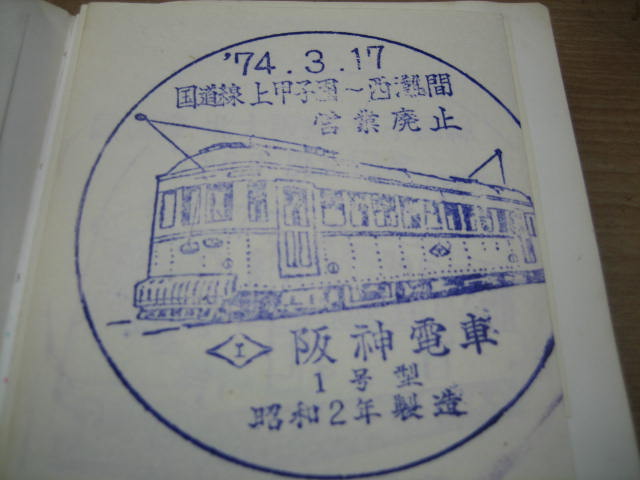 '74.3.17
国道線上甲子園～西灘間
営業廃止
阪神電車
1号型
昭和2年製造